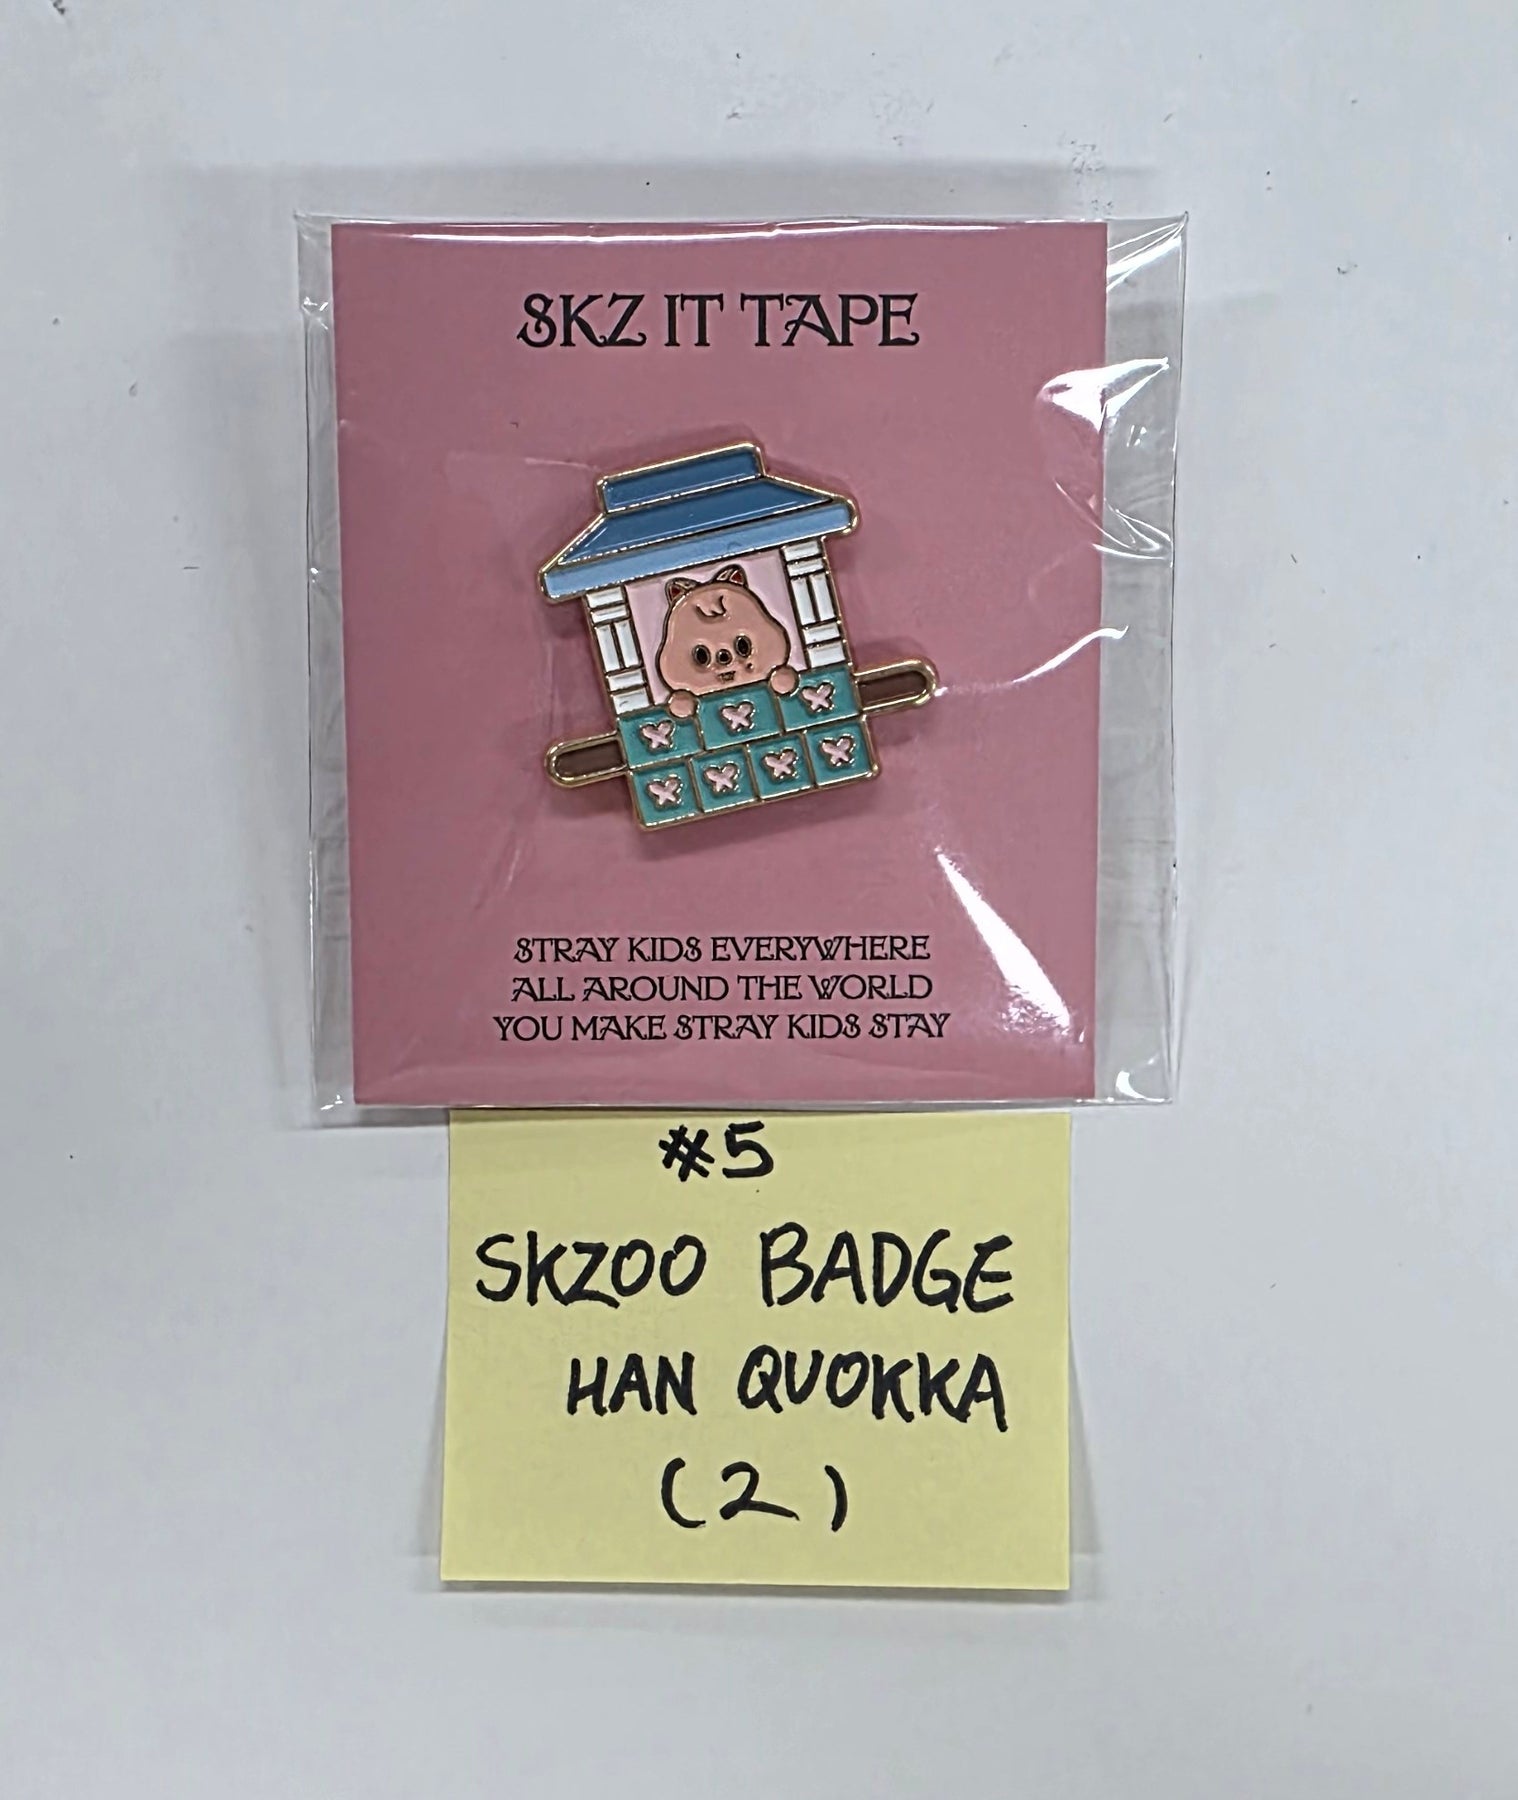 SKZ IT TAPE
STRAY KIDS EVERYWHERE
ALL AROUND THE WORLD
YOU MAKE STRAY KIDS STAY
#5
SKZOO BADGE
HAN QUOKKA
(2)